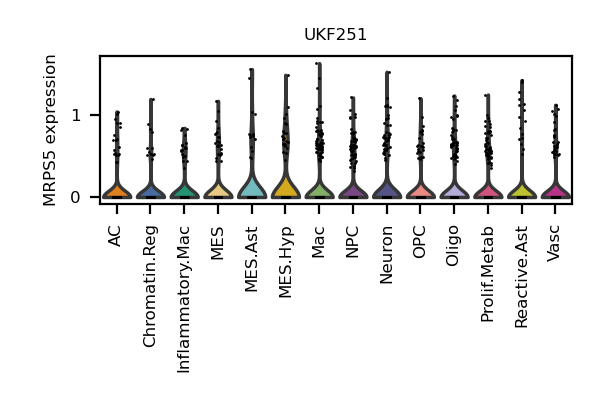 UKF251
MRPS5 expression
1
0
AC
Chromatin.Reg
Inflammatory.Mac
MES
MES.Ast
MES.Hyp
Mac
NPC
Neuron
OPC
Oligo
Prolif.Metab
Reactive.Ast
Vasc